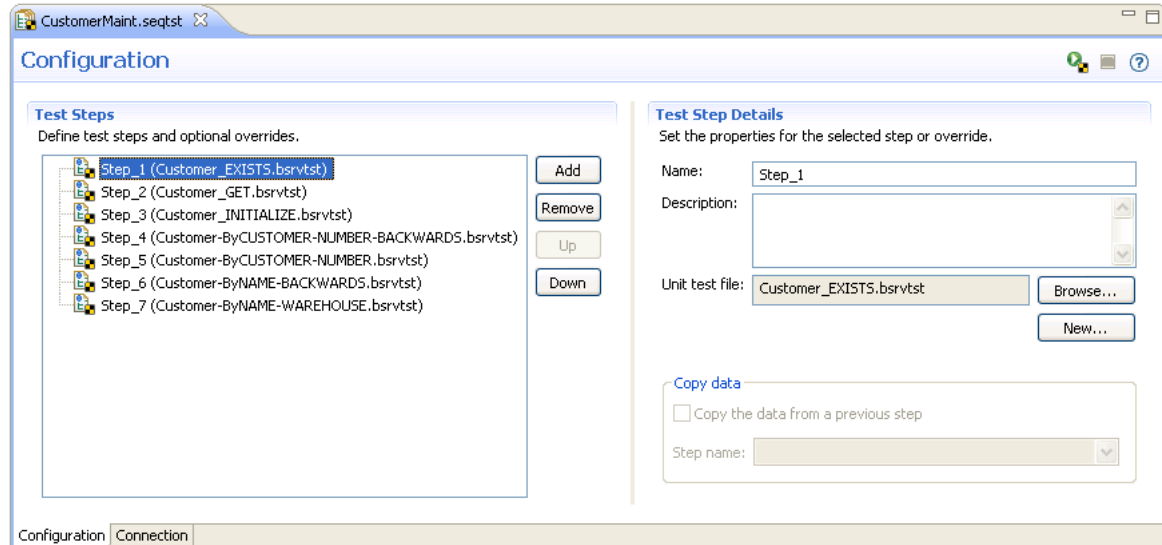 CustomerMaint.seqtst
Configuration
Test Steps
Define test steps and optional overrides.
Step_1 (Customer_EXISTS.bsrvtst)
Step_2 (Customer_GET.bsrvtst)
Step_3 (Customer_INITIALIZE.bsrvtst)
Step_4 (Customer-ByCUSTOMER-NUMBER-BACKWARDS.bsrvtst)
Step_5 (Customer-ByCUSTOMER-NUMBER.bsrvtst)
Step_6 (Customer-ByNAME-BACKWARDS.bsrvtst)
Step_7 (Customer-ByNAME-WAREHOUSE.bsrvtst)
Add
Remove
Up
Down
Test Step Details
Set the properties for the selected step or override.
Name: Step_1
Description:
Unit test file: Customer_EXISTS.bsrvtst Browse...
New...
Copy data
Copy the data from a previous step
Step name:
Configuration Connection